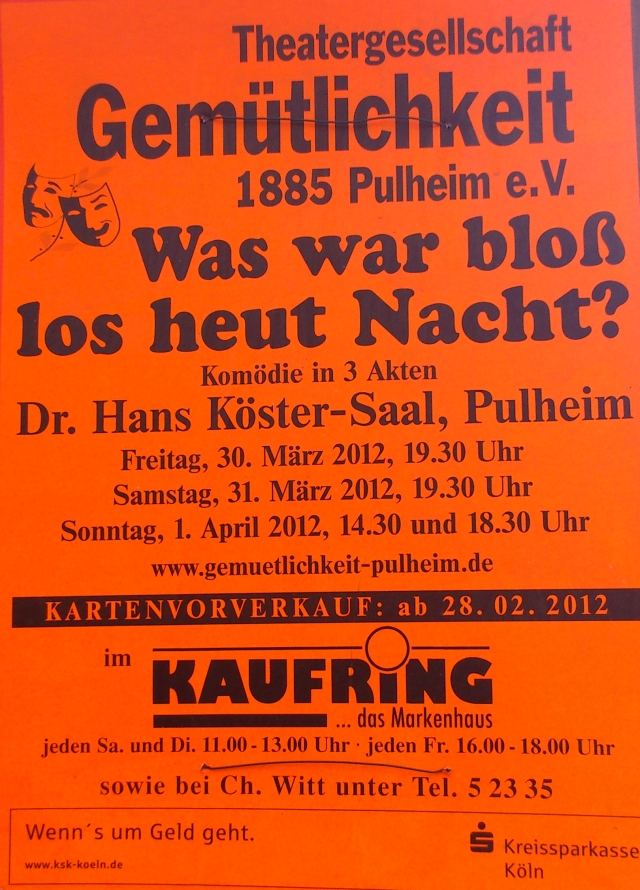 Theatergesellschaft
Gemütlichkeit
1885 Pulheim e.V.
Was war bloß
los heut Nacht?
Komödie in 3 Akten
Dr. Hans Köster-Saal, Pulheim
Freitag, 30. März 2012, 19.30 Uhr
Samstag, 31. März 2012, 19.30 Uhr
Sonntag, 1. April 2012, 14.30 und 18.30 Uhr
www.gemuetlichkeit-pulheim.de
KARTENVORVERKAUF: ab 28. 02. 2012
im
KAUFRiNG
... das Markenhaus
jeden Sa. und Di. 11.00 - 13.00 Uhr · jeden Fr. 16.00 - 18.00 Uhr
sowie bei Ch. Witt unter Tel. 5 23 35
Wenn´s um Geld geht.
www.ksk-koeln.de
Kreissparkasse
Köln